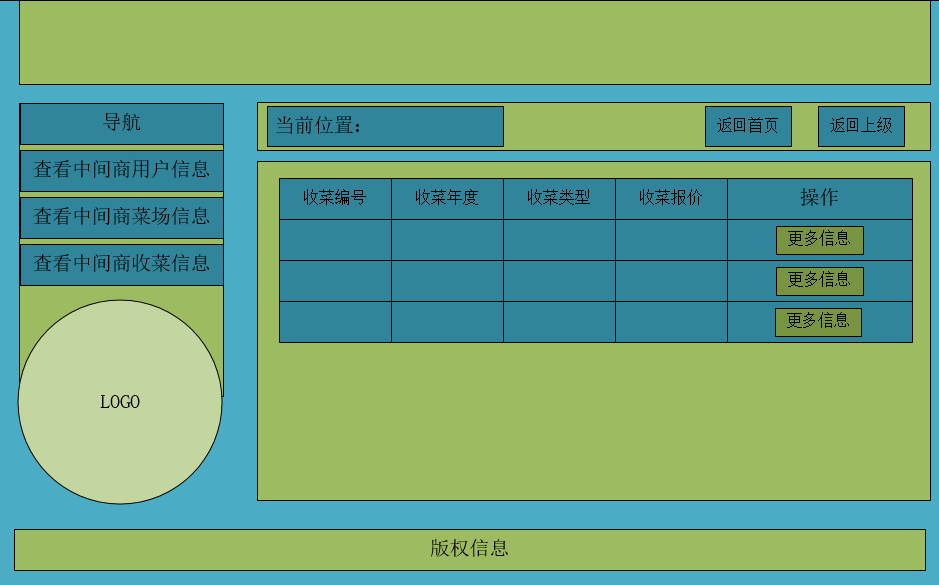 导航
查看中间商用户信息
查看中间商菜场信息
查看中间商收菜信息
LOGO
当前位置:
返回首页
返回上级
收菜编号 收菜年度 收菜类型 收菜报价 操作
更多信息
更多信息
更多信息
版权信息